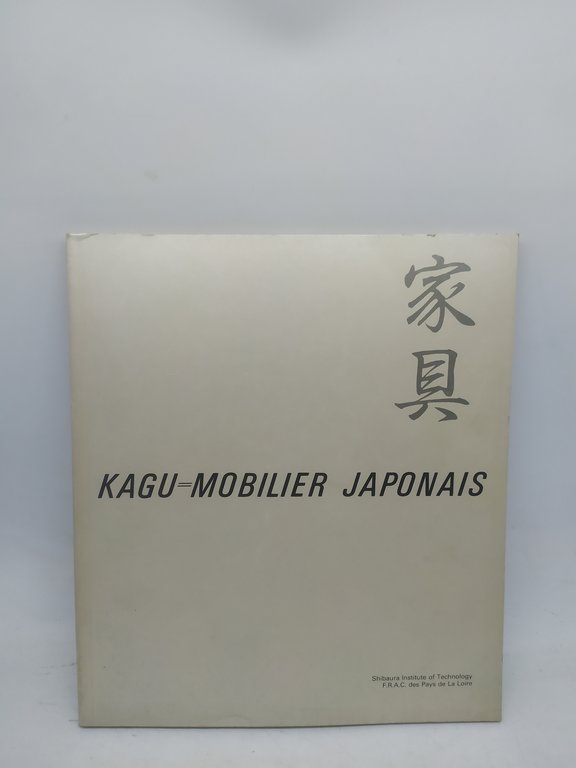 家具
KAGU=MOBILIER JAPONAIS
Shibaura Institute of Technology
F.R.A.C. des Pays de La Loire